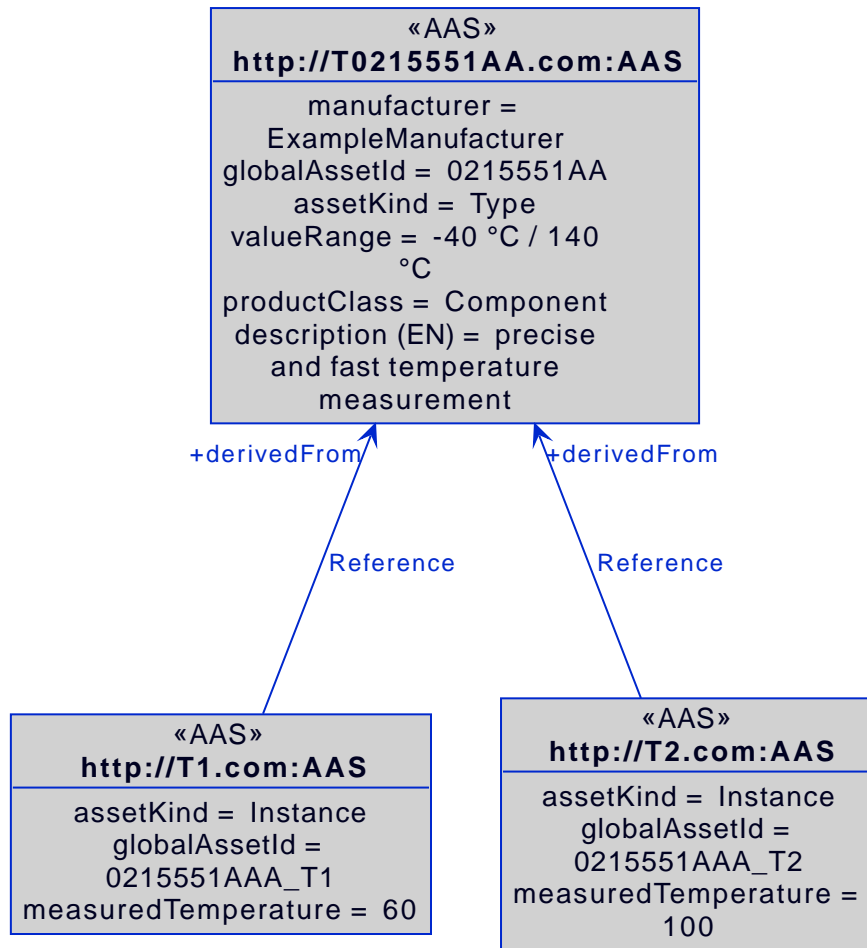 «AAS»
http://T0215551AA.com:AAS
manufacturer =
ExampleManufacturer
globalAssetId = 0215551AA
assetKind = Type
valueRange = -40 °C / 140
°C
productClass = Component
description (EN) = precise
and fast temperature
measurement
+derivedFrom
+derivedFrom
Reference
Reference
«AAS»
http://T1.com:AAS
assetKind = Instance
globalAssetId =
0215551AAA_T1
measuredTemperature = 60
«AAS»
http://T2.com:AAS
assetKind = Instance
globalAssetId =
0215551AAA_T2
measuredTemperature =
100